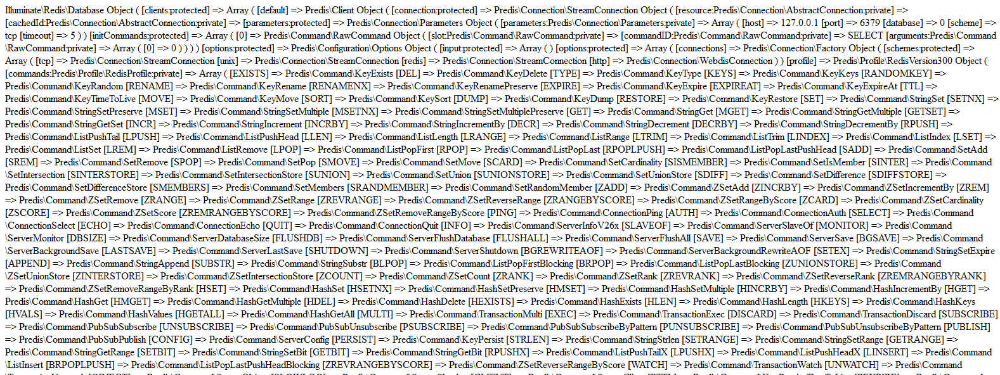 Illuminate\Redis\Database Object ( [clients:protected] => Array ( [default] => Predis\Client Object ( [connection:protected] => Predis\Connection\StreamConnection Object ( [resource:Predis\Connection\AbstractConnection:private] =>
[cachedId:Predis\Connection\AbstractConnection:private] => [parameters:protected] => Predis\Connection\Parameters Object ( [parameters:Predis\Connection\Parameters:private] => Array ( [host] => 127.0.0.1 [port] => 6379 [database] => 0 [scheme] =>
tcp [timeout] => 5 ) ) [initCommands:protected] => Array ( [0] => Predis\Command\RawCommand Object ( [slot:Predis\Command\RawCommand:private] => [commandID:Predis\Command\RawCommand:private] => SELECT [arguments:Predis\Command
\RawCommand:private] => Array ( [0] => 0 ) ) ) ) [options:protected] => Predis\Configuration\Options Object ( [input:protected] => Array ( ) [options:protected] => Array ( [connections] => Predis\Connection\Factory Object ( [schemes:protected] =>
Array ( [tcp] => Predis\Connection\StreamConnection [unix] => Predis\Connection\StreamConnection [redis] => Predis\Connection\StreamConnection [http] => Predis\Connection\WebdisConnection ) ) [profile] => Predis\Profile\RedisVersion300 Object (
[commands:Predis\Profile\RedisProfile:private] => Array ( [EXISTS] => Predis\Command\KeyExists [DEL] => Predis\Command\KeyDelete [TYPE] => Predis\Command\KeyType [KEYS] => Predis\Command\KeyKeys [RANDOMKEY] =>
Predis\Command\KeyRandom [RENAME] => Predis\Command\KeyRename [RENAMENX] => Predis\Command\KeyRenamePreserve [EXPIRE] => Predis\Command\KeyExpire [EXPIREAT] => Predis\Command\KeyExpireAt [TTL] =>
Predis\Command\KeyTimeToLive [MOVE] => Predis\Command\KeyMove [SORT] => Predis\Command\KeySort [DUMP] => Predis\Command\KeyDump [RESTORE] => Predis\Command\KeyRestore [SET] => Predis\Command\StringSet [SETNX] =>
Predis\Command\StringSetPreserve [MSET] => Predis\Command\StringSetMultiple [MSETNX] => Predis\Command\StringSetMultiplePreserve [GET] => Predis\Command\StringGet [MGET] => Predis\Command\StringGetMultiple [GETSET] =>
Predis\Command\StringGetSet [INCR] => Predis\Command\StringIncrement [INCRBY] => Predis\Command\StringIncrementBy [DECR] => Predis\Command\StringDecrement [DECRBY] => Predis\Command\StringDecrementBy [RPUSH] =>
Predis\Command\ListPushTail [LPUSH] => Predis\Command\ListPushHead [LLEN] => Predis\Command\ListLength [LRANGE] => Predis\Command\ListRange [LTRIM] => Predis\Command\ListTrim [LINDEX] => Predis\Command\ListIndex [LSET] =>
Predis\Command\ListSet [LREM] => Predis\Command\ListRemove [LPOP] => Predis\Command\ListPopFirst [RPOP] => Predis\Command\ListPopLast [RPOPLPUSH] => Predis\Command\ListPopLastPushHead [SADD] => Predis\Command\SetAdd
[SREM] => Predis\Command\SetRemove [SPOP] => Predis\Command\SetPop [SMOVE] => Predis\Command\SetMove [SCARD] => Predis\Command\SetCardinality [SISMEMBER] => Predis\Command\SetIsMember [SINTER] => Predis\Command
\SetIntersection [SINTERSTORE] => Predis\Command\SetIntersectionStore [SUNION] => Predis\Command\SetUnion [SUNIONSTORE] => Predis\Command\SetUnionStore [SDIFF] => Predis\Command\SetDifference [SDIFFSTORE] =>
Predis\Command\SetDifferenceStore [SMEMBERS] => Predis\Command\SetMembers [SRANDMEMBER] => Predis\Command\SetRandomMember [ZADD] => Predis\Command\ZSetAdd [ZINCRBY] => Predis\Command\ZSetIncrementBy [ZREM]
=> Predis\Command\ZSetRemove [ZRANGE] => Predis\Command\ZSetRange [ZREVRANGE] => Predis\Command\ZSetReverseRange [ZRANGEBYSCORE] => Predis\Command\ZSetRangeByScore [ZCARD] => Predis\Command\ZSetCardinality
[ZSCORE] => Predis\Command\ZSetScore [ZREMRANGEBYSCORE] => Predis\Command\ZSetRemoveRangeByScore [PING] => Predis\Command\ConnectionPing [AUTH] => Predis\Command\ConnectionAuth [SELECT] => Predis\Command
\ConnectionSelect [ECHO] => Predis\Command\ConnectionEcho [QUIT] => Predis\Command\ConnectionQuit [INFO] => Predis\Command\ServerInfoV26x [SLAVEOF] => Predis\Command\ServerSlaveOf [MONITOR] => Predis\Command
\ServerMonitor [DBSIZE] => Predis\Command\ServerDatabaseSize [FLUSHDB] => Predis\Command\ServerFlushDatabase [FLUSHALL] => Predis\Command\ServerFlushAll [SAVE] => Predis\Command\ServerSave [BGSAVE] => Predis\Command
\ServerBackgroundSave [LASTSAVE] => Predis\Command\ServerLastSave [SHUTDOWN] => Predis\Command\ServerShutdown [BGREWRITEAOF] => Predis\Command\ServerBackgroundRewriteAOF [SETEX] => Predis\Command\StringSetExpire
[APPEND] => Predis\Command\StringAppend [SUBSTR] => Predis\Command\StringSubstr [BLPOP] => Predis\Command\ListPopFirstBlocking [BRPOP] => Predis\Command\ListPopLastBlocking [ZUNIONSTORE] => Predis\Command
\ZSetUnionStore [ZINTERSTORE] => Predis\Command\ZSetIntersectionStore [ZCOUNT] => Predis\Command\ZSetCount [ZRANK] => Predis\Command\ZSetRank [ZREVRANK] => Predis\Command\ZSetReverseRank [ZREMRANGEBYRANK]
=> Predis\Command\ZSetRemoveRangeByRank [HSET] => Predis\Command\HashSet [HSETNX] => Predis\Command\HashSetPreserve [HMSET] => Predis\Command\HashSetMultiple [HINCRBY] => Predis\Command\HashIncrementBy [HGET] =>
Predis\Command\HashGet [HMGET] => Predis\Command\HashGetMultiple [HDEL] => Predis\Command\HashDelete [HEXISTS] => Predis\Command\HashExists [HLEN] => Predis\Command\HashLength [HKEYS] => Predis\Command\HashKeys
[HVALS] => Predis\Command\HashValues [HGETALL] => Predis\Command\HashGetAll [MULTI] => Predis\Command\TransactionMulti [EXEC] => Predis\Command\TransactionExec [DISCARD] => Predis\Command\TransactionDiscard [SUBSCRIBE]
=> Predis\Command\PubSubSubscribe [UNSUBSCRIBE] => Predis\Command\PubSubUnsubscribe [PSUBSCRIBE] => Predis\Command\PubSubSubscribeByPattern [PUNSUBSCRIBE] => Predis\Command\PubSubUnsubscribeByPattern [PUBLISH]
=> Predis\Command\PubSubPublish [CONFIG] => Predis\Command\ServerConfig [PERSIST] => Predis\Command\KeyPersist [STRLEN] => Predis\Command\StringStrlen [SETRANGE] => Predis\Command\StringSetRange [GETRANGE] =>
Predis\Command\StringGetRange [SETBIT] => Predis\Command\StringSetBit [GETBIT] => Predis\Command\StringGetBit [RPUSHX] => Predis\Command\ListPushTailX [LPUSHX] => Predis\Command\ListPushHeadX [LINSERT] => Predis\Command
\ListInsert [BRPOPLPUSH] => Predis\Command\ListPopLastPushHeadBlocking [ZREVRANGEBYSCORE] => Predis\Command\ZSetReverseRangeByScore [WATCH] => Predis\Command\TransactionWatch [UNWATCH] => Predis\Command